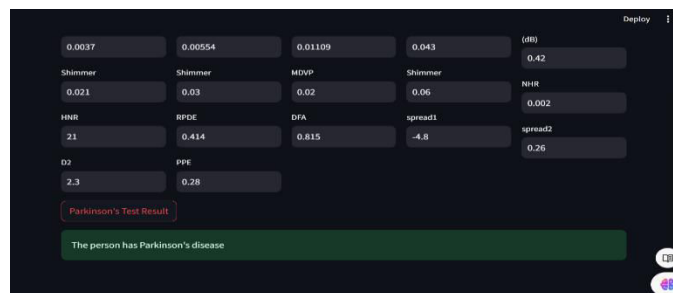 Deploy
(dB)
0.0037 0.00554 0.01109 0.043
0.42
Shimmer Shimmer MDVP Shimmer
NHR
0.021 0.03 0.02 0.06
0.002
HNR RPDE DFA spread1
spread2
21 0.414 0.815 -4.8
0.26
D2 PPE
2.3 0.28
Parkinson's Test Result
The person has Parkinson's disease